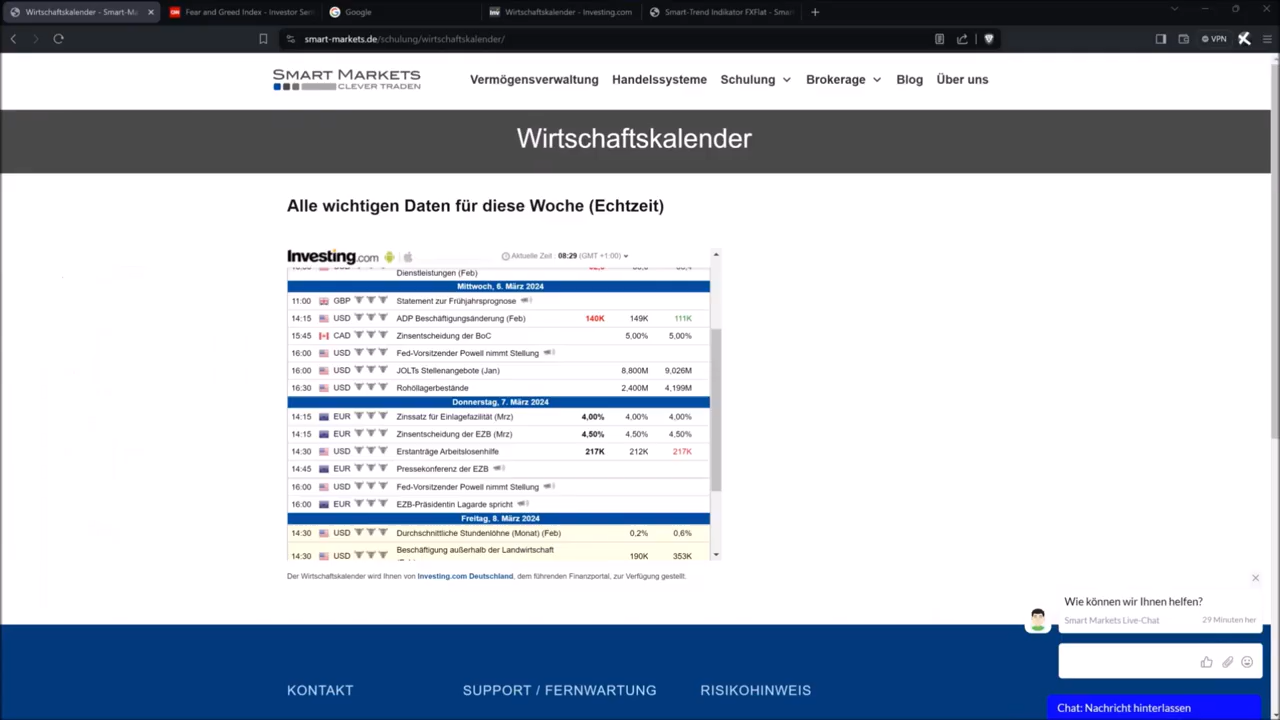 Wirtschaftskalender - Smart-Ma
Fear and Greed Index - Investor Sen
Google
Wirtschaftskalender - Investing.com
Smart-Trend Indikator FXFlat - Smar
smart-markets.de/schulung/wirtschaftskalender/
VPN
SMART MARKETS
CLEVER TRADEN
Vermögensverwaltung Handelssysteme Schulung Brokerage Blog Über uns
Wirtschaftskalender
Alle wichtigen Daten für diese Woche (Echtzeit)
Investing.com Aktuelle Zeit : 08:29 (GMT +1:00)
Dienstleistungen (Feb)
Mittwoch, 6. März 2024
11:00 GBP Statement zur Frühjahrsprognose
14:15 USD ADP Beschäftigungsänderung (Feb) 140K 149K 111K
15:45 CAD Zinsentscheidung der BoC 5,00% 5,00%
16:00 USD Fed-Vorsitzender Powell nimmt Stellung
16:00 USD JOLTs Stellenangebote (Jan) 8,800M 9,026M
16:30 USD Rohöllagerbestände 2,400M 4,199M
Donnerstag, 7. März 2024
14:15 EUR Zinssatz für Einlagefazilität (Mrz) 4,00% 4,00% 4,00%
14:15 EUR Zinsentscheidung der EZB (Mrz) 4,50% 4,50% 4,50%
14:30 USD Erstanträge Arbeitslosenhilfe 217K 212K 217K
14:45 EUR Pressekonferenz der EZB
16:00 USD Fed-Vorsitzender Powell nimmt Stellung
16:00 EUR EZB-Präsidentin Lagarde spricht
Freitag, 8. März 2024
14:30 USD Durchschnittliche Stundenlöhne (Monat) (Feb) 0,2% 0,6%
14:30 USD Beschäftigung außerhalb der Landwirtschaft 190K 353K
Der Wirtschaftskalender wird Ihnen von Investing.com Deutschland, dem führenden Finanzportal, zur Verfügung gestellt.
Wie können wir Ihnen helfen?
Smart Markets Live-Chat 29 Minuten her
Chat: Nachricht hinterlassen
KONTAKT SUPPORT / FERNWARTUNG RISIKOHINWEIS